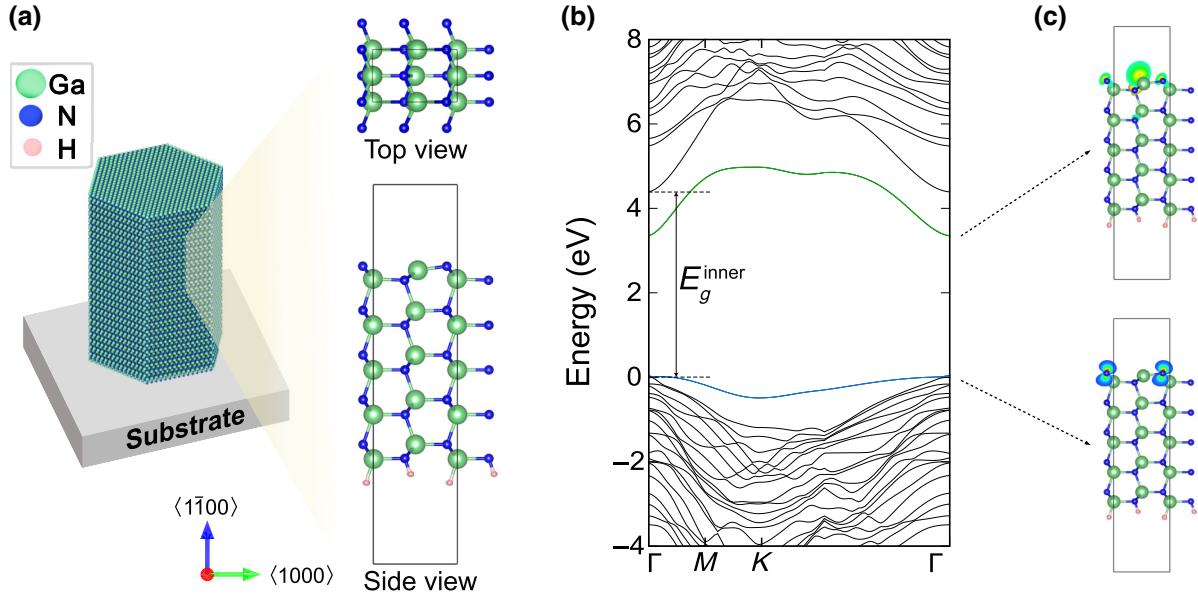 (a)
Ga
N
H
Top view
Substrate
⟨11̄00⟩
⟨1000⟩
Side view
(b)
Energy (eV)
8
6
4
2
0
−2
−4
E_g^inner
Γ M K Γ
(c)